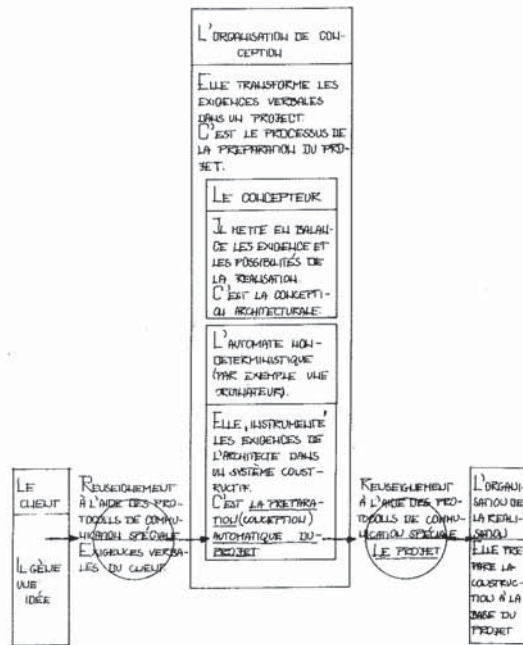 L'ORGANISATION DE CON-
CEPTION
ELLE TRANSFORME LES
EXIGENCES VERBALES
DANS UN PROJECT.
C'EST LE PROCESSUS DE
LA PREPARATION DU PRO-
JET.
LE CONCEPTEUR
IL METTE EN BALAN-
CE LES EXIGENCE ET
LES POSSIBILITÉS DE
LA REALISATION.
C'EST LA CONCEPTI-
ON ARCHITECTURALE.
L'AUTOMATE NON-
DETERMINISTIQUE
(PAR EXEMPLE UNE
ORDINATEUR).
ELLE, INSTRUMENTÉ
LES EXIGENCES DE
L'ARCHITECTE DANS
UN SYSTÈME CONST-
RUCTIF.
C'EST LA PREPARA-
TION (CONCEPTION)
AUTOMATIQUE DU-
PROJET
LE
CLIENT
IL GÈNE
UNE
IDÉE
RENSEIGNEMENT
À L'AIDE DES PRO-
TOCOLLS DE COMMU-
NICATION SPÉCIALE
EXIGENCES VERBA-
LES DU CLIENT
RENSEIGNEMENT
À L'AIDE DES PRO-
TOCOLLS DE COMMU-
NICATION SPÉCIALE
LE PROJET
L'ORGANI-
SATION DE
LA REALI-
SATION
ELLE PRE-
PARE LA
CONSTRUC-
TION À LA
BASE DU
PROJET